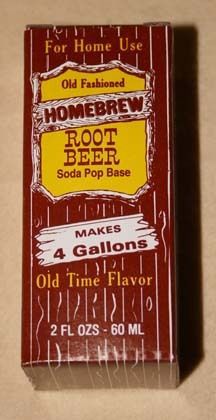 For Home Use
Old Fashioned
HOMEBREW
ROOT
BEER
Soda Pop Base
MAKES
4 Gallons
Old Time Flavor
2 FL OZS - 60 ML